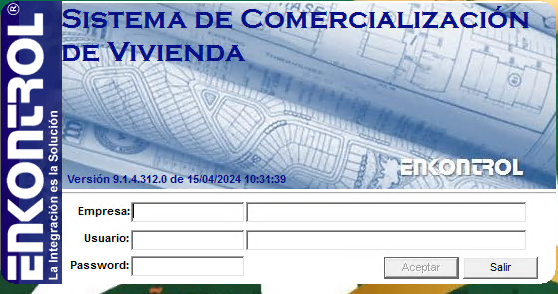 ENKONTROL®
La Integración es la Solución
SISTEMA DE COMERCIALIZACIÓN
DE VIVIENDA
ENKONTROL
Versión 9.1.4.312.0 de 15/04/2024 10:31:39
Empresa:
Usuario:
Password:
Aceptar
Salir